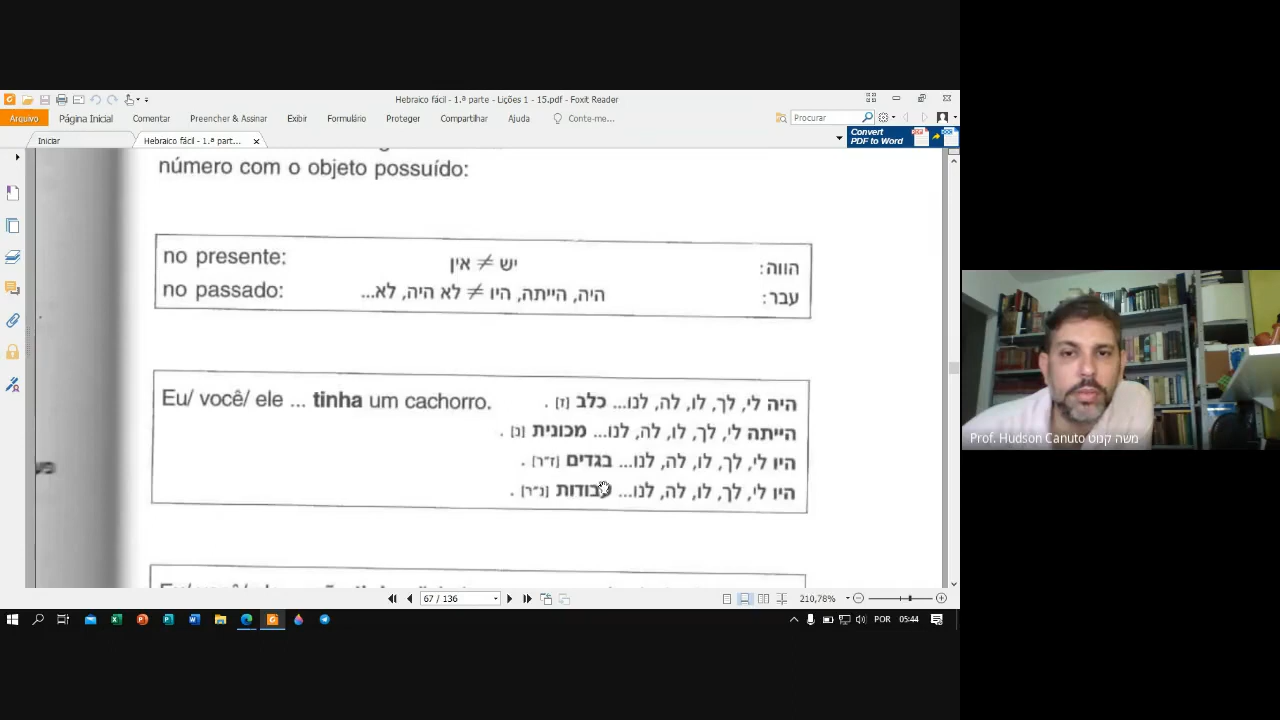 Hebraico fácil - 1.ª parte - Lições 1 - 15.pdf - Foxit Reader
Arquivo Página Inicial Comentar Preencher & Assinar Exibir Formulário Proteger Compartilhar Ajuda Conte-me... Procurar
Iniciar Hebraico fácil - 1.ª part...
Convert
PDF to Word
número com o objeto possuído:
no presente: יש ≠ אין הווה:
no passado: היה, הייתה, היו ≠ לא היה, לא... עבר:
Eu/ você/ ele ... tinha um cachorro. היה לי, לך, לו, לה, לנו... כלב [ז] .
הייתה לי, לך, לו, לה, לנו... מכונית [נ] .
היו לי, לך, לו, לה, לנו... בגדים [ז״ר] .
היו לי, לך, לו, לה, לנו... עבודות [נ״ר] .
Prof. Hudson Canuto משה קנוטו
67 / 136 210,78%
POR 05:44